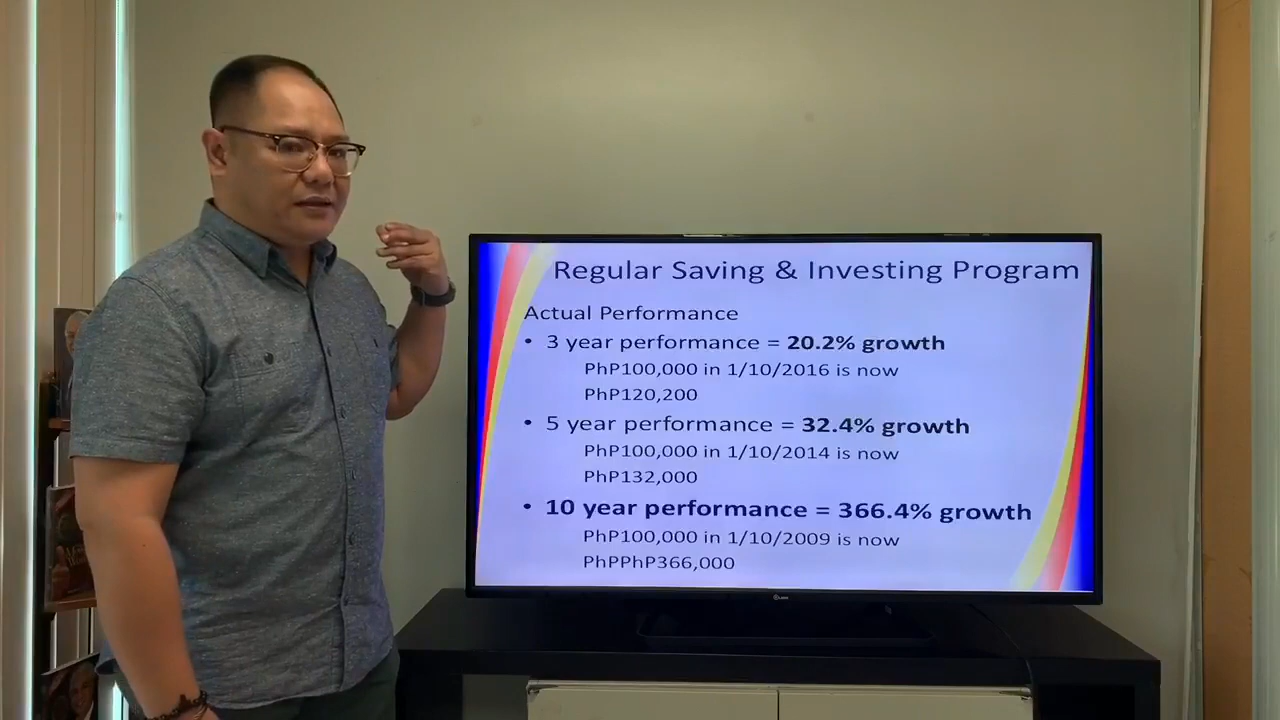 Regular Saving & Investing Program
Actual Performance
• 3 year performance = 20.2% growth
PhP100,000 in 1/10/2016 is now
PhP120,200
• 5 year performance = 32.4% growth
PhP100,000 in 1/10/2014 is now
PhP132,000
• 10 year performance = 366.4% growth
PhP100,000 in 1/10/2009 is now
PhPPhP366,000